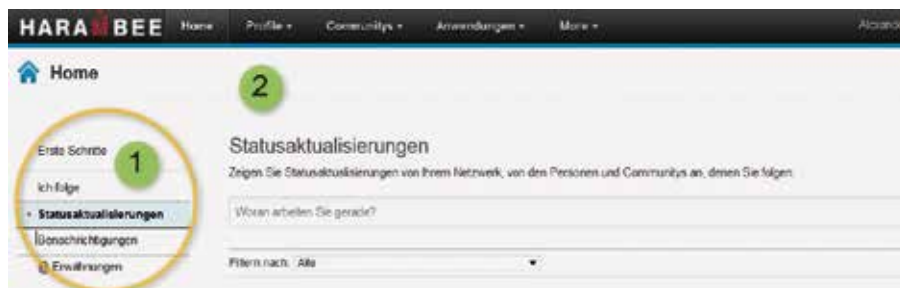 HARAMBEE Home Profile Communitys Anwendungen More
Home
2
1
Erste Schritte
Ich folge
Statusaktualisierungen
Benachrichtigungen
Erwähnungen
Statusaktualisierungen
Zeigen Sie Statusaktualisierungen von Ihrem Netzwerk, von den Personen und Communitys an, denen Sie folgen.
Woran arbeiten Sie gerade?
Filtern nach: Alle